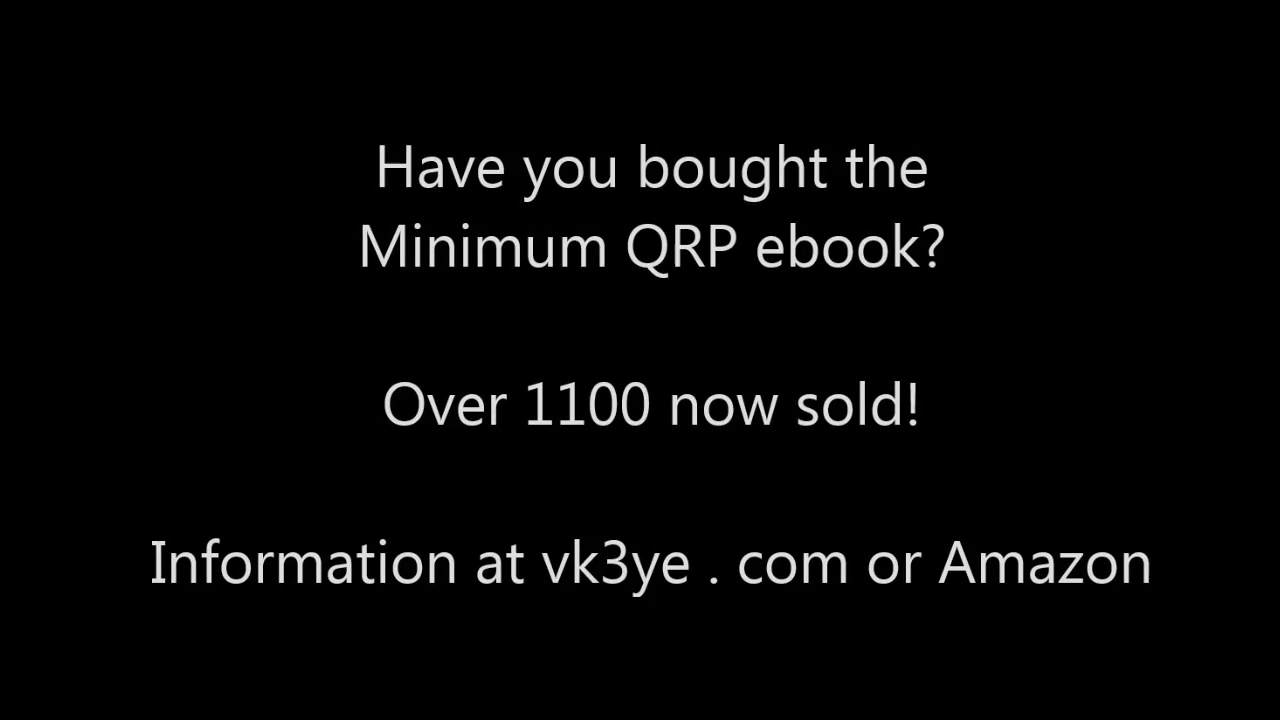 Have you bought the
Minimum QRP ebook?
Over 1100 now sold!
Information at vk3ye . com or Amazon